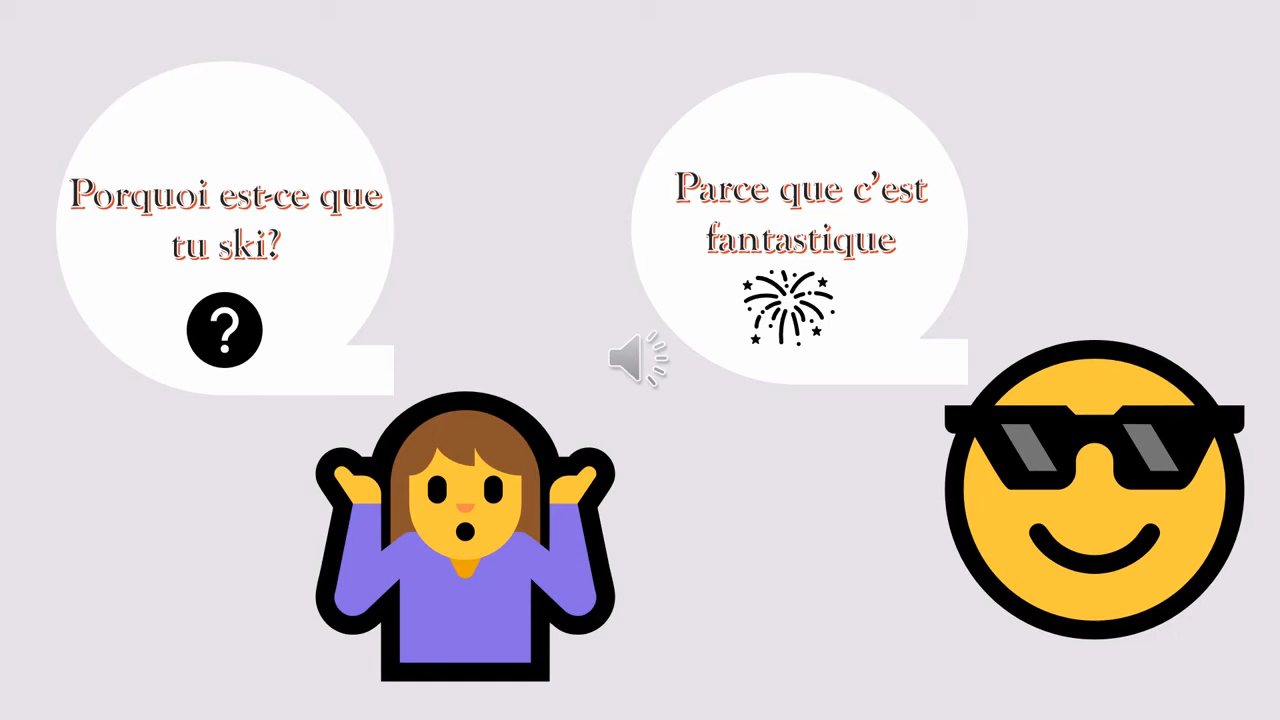 Porquoi est-ce que
tu ski?
?
Parce que c’est
fantastique